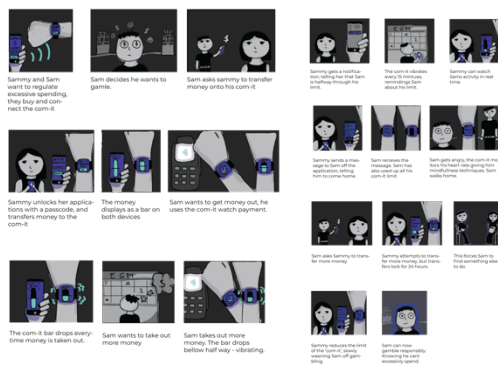 Sammy and Sam
want to regulate
excessive spending,
they buy and con-
nect the com-it
Sam decides he wants to
gamle.
Sam asks sammy to transfer
money onto his com-it
Sammy unlocks her applica-
tions with a passcode, and
transfers money to the
com-it
The money
displays as a bar on
both devices
Sam wants to get money out, he
uses the com-it watch payment.
The com-it bar drops every-
time money is taken out.
EGM
Sam wants to take out
more money
Sam takes out more
money. The bar drops
bellow half way - vibrating.
Sammy gets a notifica-
tion, telling her that Sam
is halfway through his
limit.
The com-it vibrates
every 15 mintues,
remindings Sam
about his limit.
Sammy can watch
Sams activity in real
time.
Sammy sends a mes-
sage to Sam off the
application, telling
him to come home.
Sam recieves the
message. Sam has
also used up all his
com-it limit.
Sam gets angry, the com-it mon-
itors his heart rate giving him
mindfulness techniques. Sam
walks home.
Sam asks Sammy to trans-
fer more money.
Sammy attempts to trans-
fer more money, but trans-
fers lock for 24 hours.
This forces Sam to
find something else
to do.
Sammy reduces the limit
of the 'com-it', slowly
weaning Sam off gam-
bling.
Sam can now
gamble responsibly.
Knowing he cant
excessivly spend.